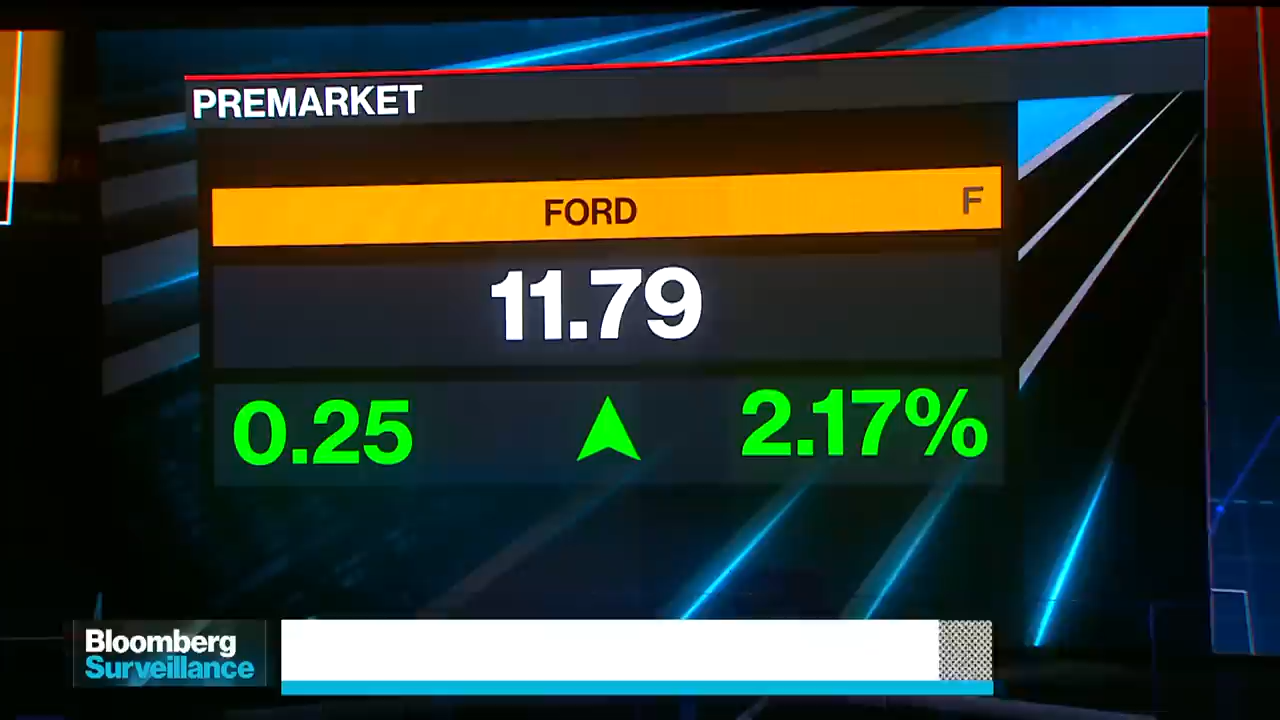 PREMARKET
FORD F
11.79
0.25 2.17%
Bloomberg
Surveillance